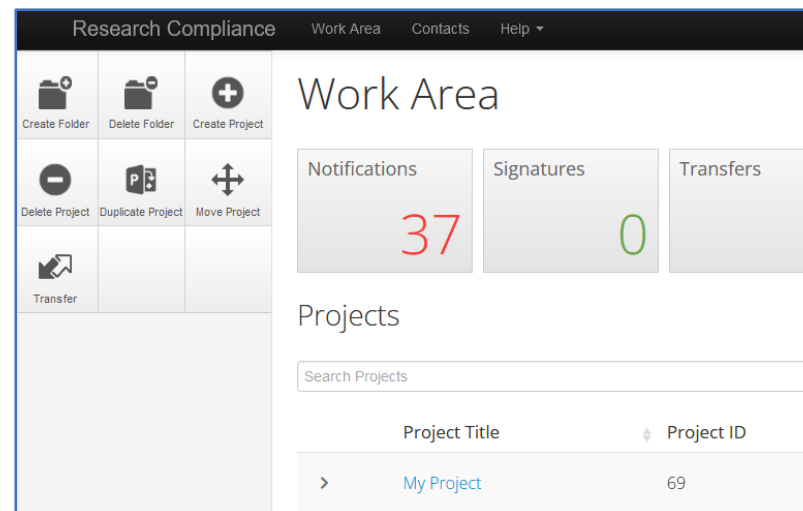 Research Compliance Work Area Contacts Help
Create Folder Delete Folder Create Project
Delete Project Duplicate Project Move Project
Transfer
Work Area
Notifications Signatures Transfers
37 0
Projects
Search Projects
Project Title Project ID
My Project 69